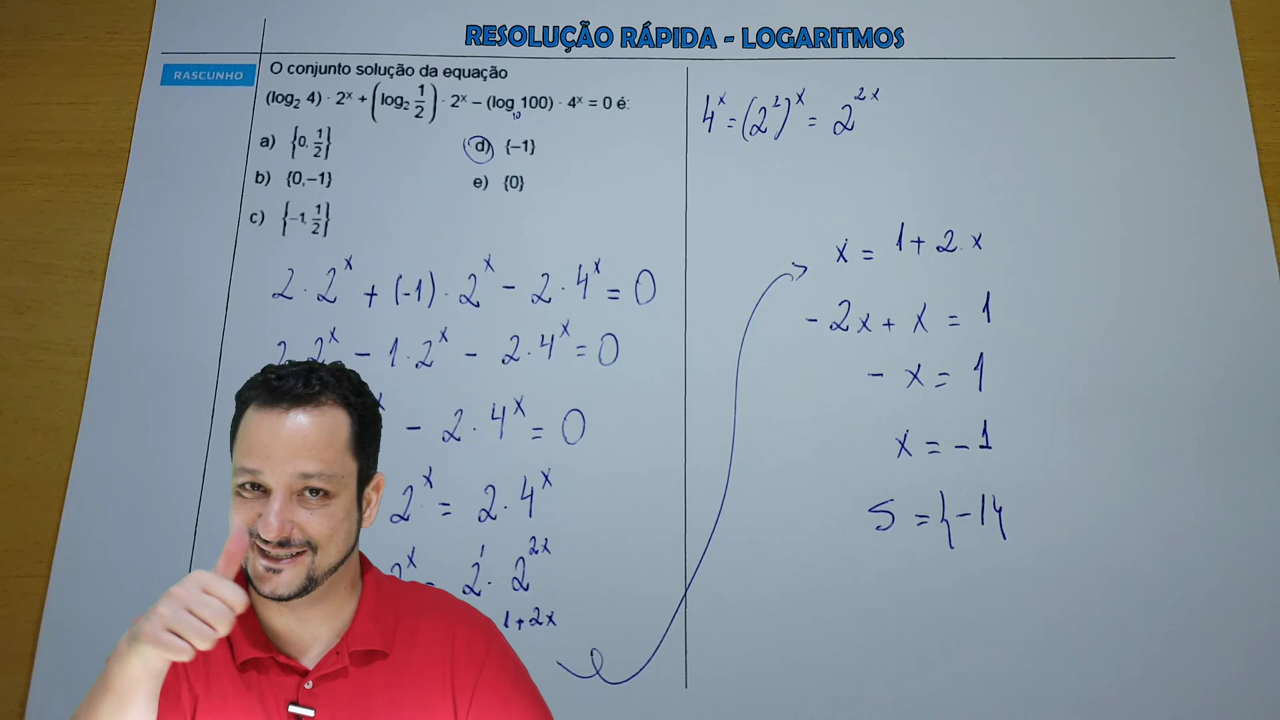 RESOLUÇÃO RÁPIDA - LOGARITMOS
RASCUNHO
O conjunto solução da equação
(log₂ 4) · 2ˣ + (log₂ 1/2) · 2ˣ – (log₁₀ 100) · 4ˣ = 0 é:
a) {0, 1/2}
b) {0,–1}
c) {–1, 1/2}
d) {–1}
e) {0}
2 · 2ˣ + (-1) · 2ˣ - 2 · 4ˣ = 0
2 · 2ˣ - 1 · 2ˣ - 2 · 4ˣ = 0
- 2 · 4ˣ = 0
2ˣ = 2 · 4ˣ
2ˣ = 2¹ · 2²ˣ
1+2x
4ˣ = (2²)ˣ = 2²ˣ
x = 1 + 2.x
- 2x + x = 1
- x = 1
x = -1
S = {-1}